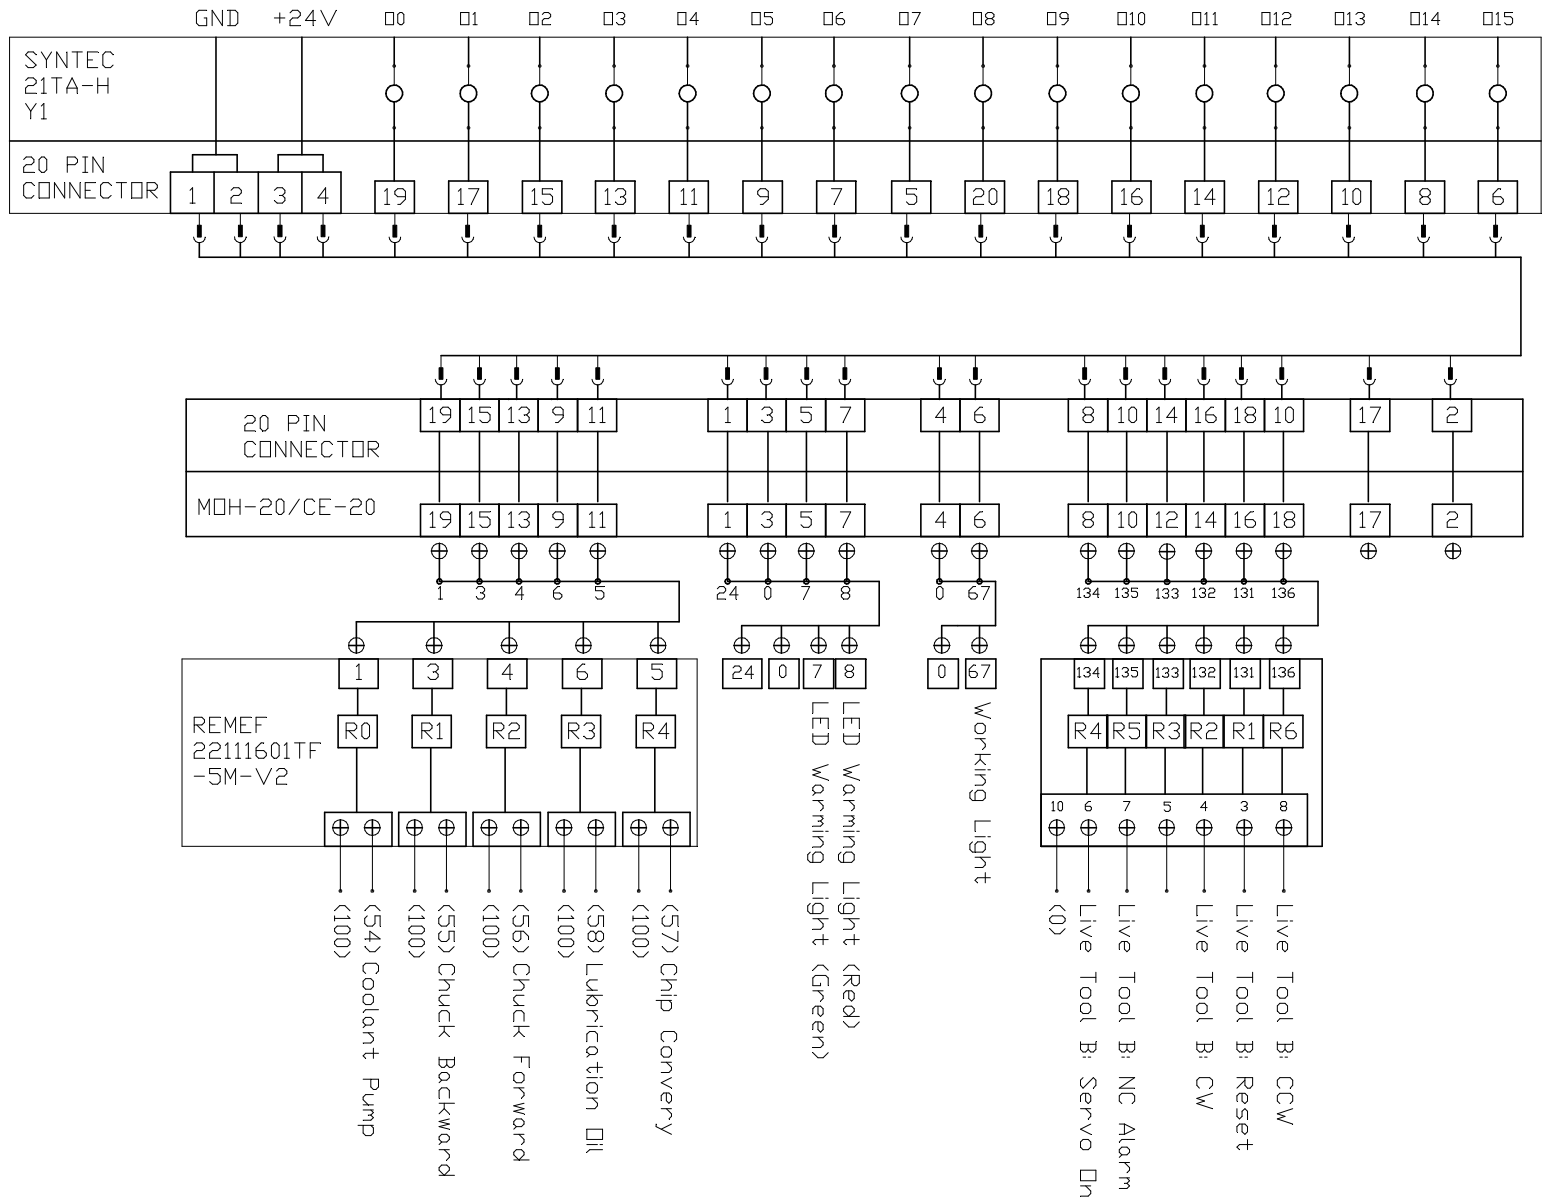 GND +24V O0 O1 O2 O3 O4 O5 O6 O7 O8 O9 O10 O11 O12 O13 O14 O15
SYNTEC
21TA-H
Y1
20 PIN
CONNECTOR
1 2 3 4 19 17 15 13 11 9 7 5 20 18 16 14 12 10 8 6
19 15 13 9 11 1 3 5 7 4 6 8 10 14 16 18 10 17 2
20 PIN
CONNECTOR
MOH-20/CE-20
19 15 13 9 11 1 3 5 7 4 6 8 10 12 14 16 18 17 2
1 3 4 6 5 24 0 7 8 0 67 134 135 133 132 131 136
1 3 4 6 5 24 0 7 8 0 67 134 135 133 132 131 136
REMEF
22111601TF
-5M-V2
R0 R1 R2 R3 R4 R4 R5 R3 R2 R1 R6
10 6 7 5 4 3 8
(100)
(54) Coolant Pump
(100)
(55) Chuck Backward
(100)
(56) Chuck Forward
(100)
(58) Lubrication Oil
(100)
(57) Chip Convery
LED Warming Light (Green)
LED Warming Light (Red)
Working Light
(0)
Live Tool B: Servo On
Live Tool B: NC Alarm
Live Tool B: CW
Live Tool B: Reset
Live Tool B: CCW